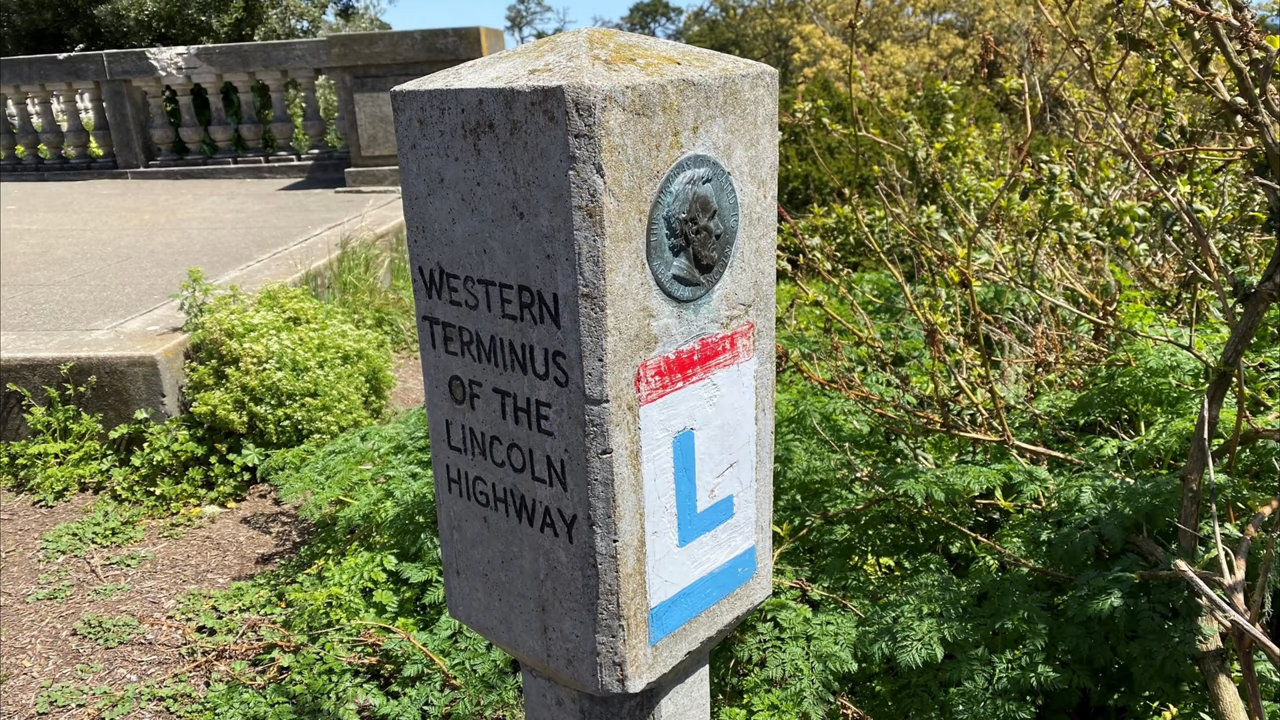 WESTERN
TERMINUS
OF THE
LINCOLN
HIGHWAY
L